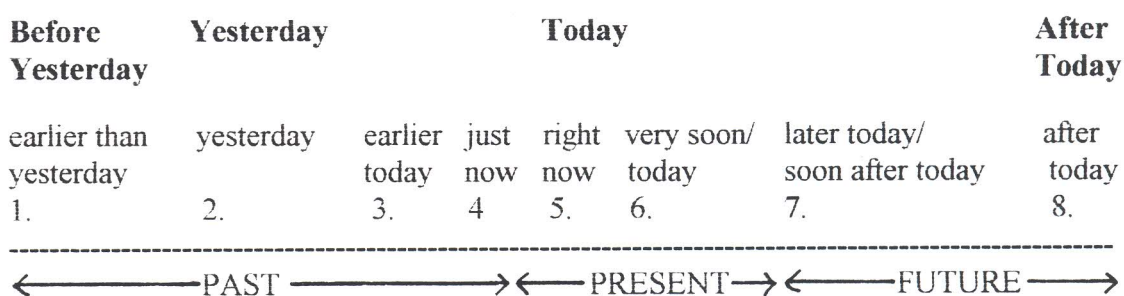 Before Yesterday Today After
Yesterday Today
earlier than yesterday earlier just right very soon/ later today/ after
yesterday today now now today soon after today today
1. 2. 3. 4 5. 6. 7. 8.
PAST PRESENT FUTURE